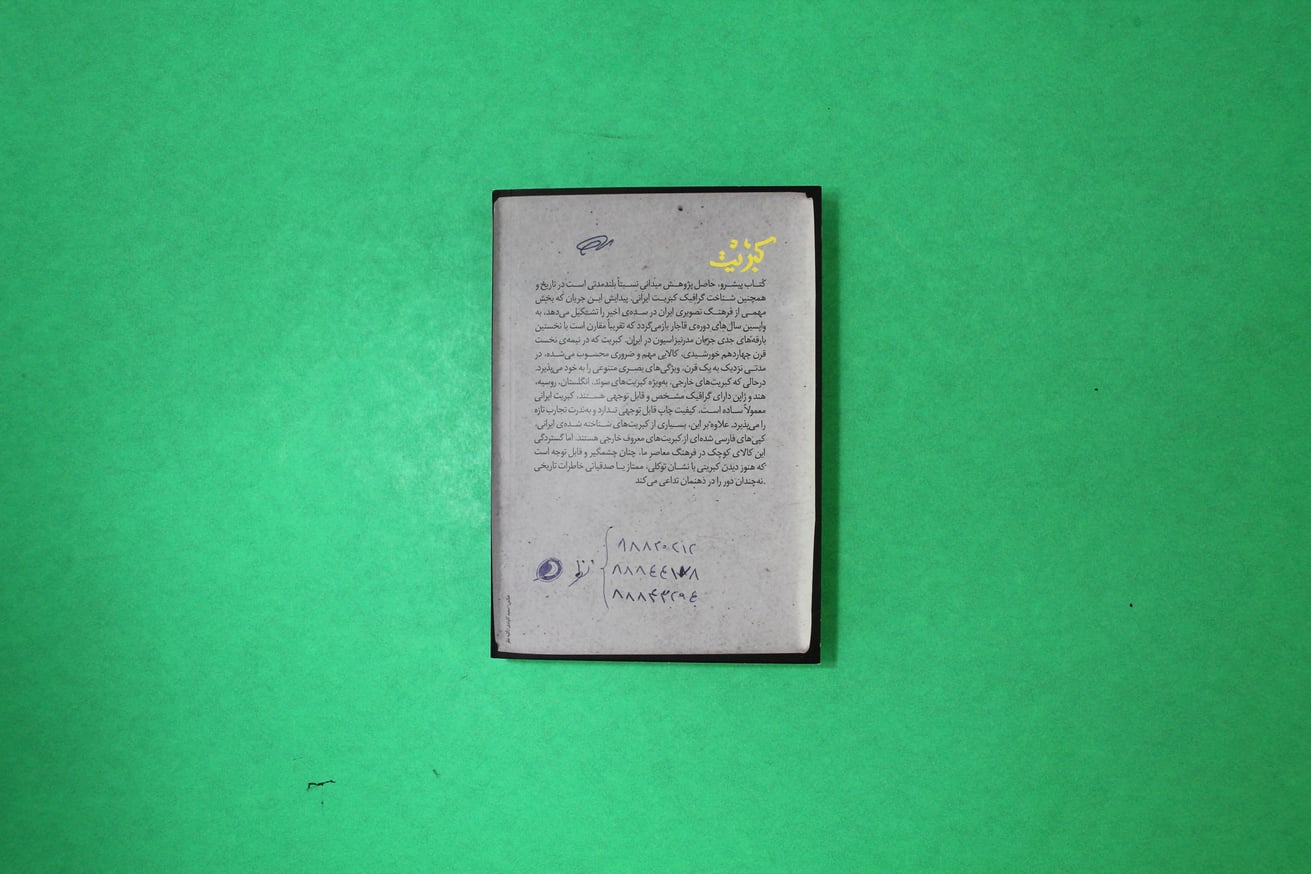 کبریت
کتاب پیشرو، حاصل پژوهش میدانی نسبتاً بلندمدتی است در تاریخ و
همچنین شناخت گرافیک کبریت ایرانی. پیدایش این جریان که بخش
مهمی از فرهنگ تصویری ایران در سده‌ی اخیر را تشکیل می‌دهد، به
واپسین سال‌های دوره‌ی قاجار بازمی‌گردد که تقریباً مقارن است با نخستین
بارقه‌های جدی جریان مدرنیزاسیون در ایران. کبریت که در نیمه‌ی نخست
قرن چهاردهم خورشیدی، کالایی مهم و ضروری محسوب می‌شده، در
مدتی نزدیک به یک قرن، ویژگی‌های بصری متنوعی را به خود می‌پذیرد.
درحالی که کبریت‌های خارجی، به‌ویژه کبریت‌های سوئد، انگلستان، روسیه،
هند و ژاپن دارای گرافیک مشخص و قابل توجهی هستند، کبریت ایرانی
معمولاً ساده است، کیفیت چاپ قابل توجهی ندارد و به‌ندرت تجارب تازه
را می‌پذیرد. علاوه بر این، بسیاری از کبریت‌های شناخته شده‌ی ایرانی،
کپی‌های فارسی شده‌ای از کبریت‌های معروف خارجی هستند. اما گستردگی
این کالای کوچک در فرهنگ معاصر ما، چنان چشمگیر و قابل توجه است
که هنوز دیدن کبریتی با نشان توکلی، ممتاز یا صدقیانی خاطرات تاریخی
نه‌چندان دور را در ذهنمان تداعی می‌کند.
۸۸۸۲۰۲۱۲
نظر
۸۸۸۴۴۱۷۸
۸۸۸۴۳۲۹۴